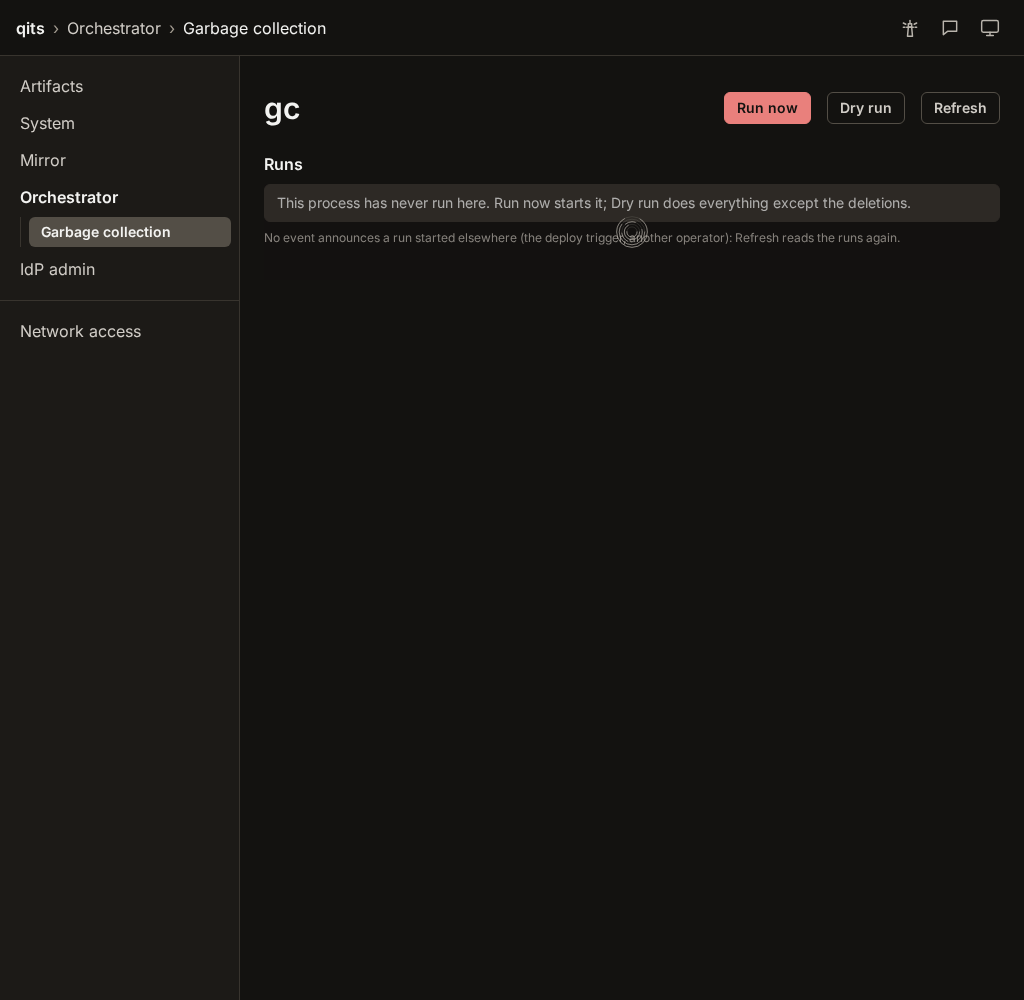 qits › Orchestrator › Garbage collection
Artifacts
System
Mirror
Orchestrator
Garbage collection
IdP admin
Network access
gc
Run now
Dry run
Refresh
Runs
This process has never run here. Run now starts it; Dry run does everything except the deletions.
No event announces a run started elsewhere (the deploy trigger, another operator): Refresh reads the runs again.